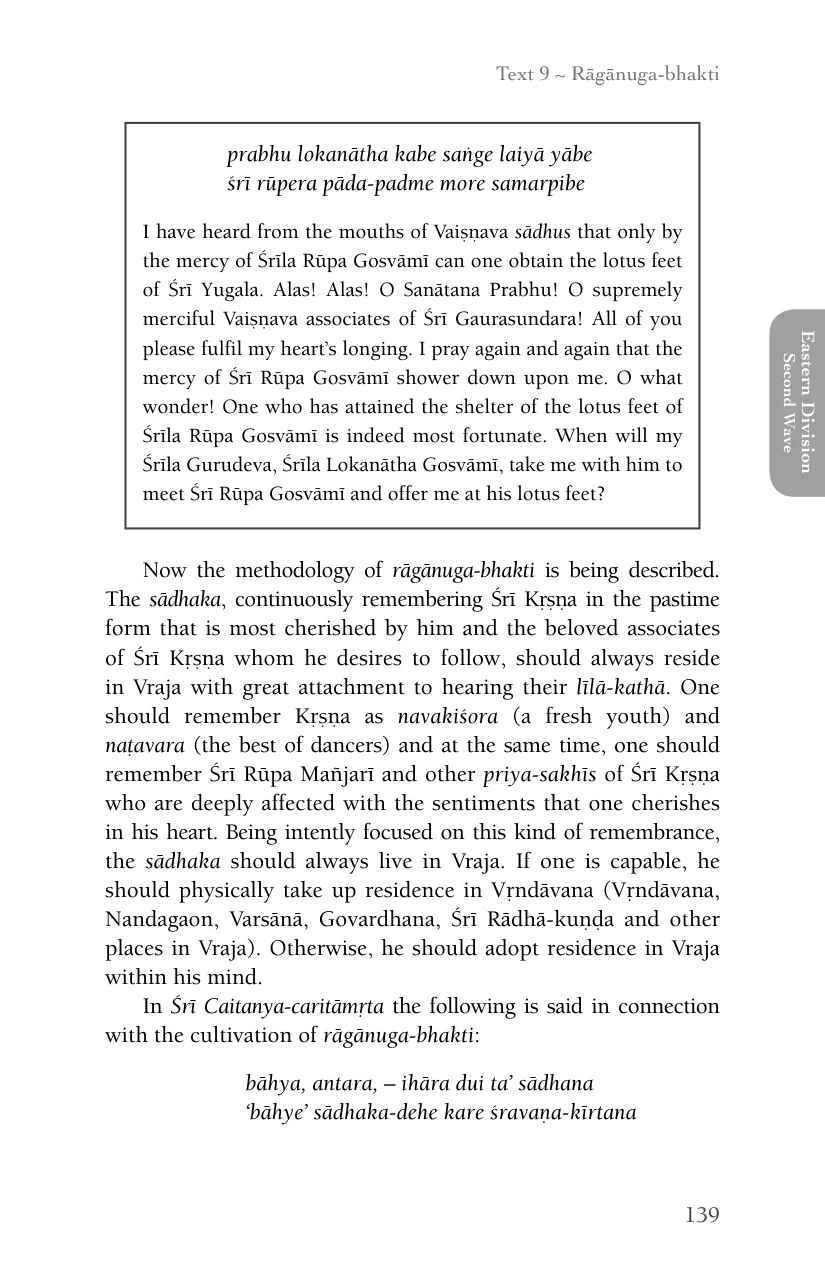 Text 9 ~ Rāgānuga-bhakti
prabhu lokanātha kabe saṅge laiyā yābe
śrī rūpera pāda-padme more samarpibe
I have heard from the mouths of Vaiṣṇava sādhus that only by
the mercy of Śrīla Rūpa Gosvāmī can one obtain the lotus feet
of Śrī Yugala. Alas! Alas! O Sanātana Prabhu! O supremely
merciful Vaiṣṇava associates of Śrī Gaurasundara! All of you
please fulfil my heart’s longing. I pray again and again that the
mercy of Śrī Rūpa Gosvāmī shower down upon me. O what
wonder! One who has attained the shelter of the lotus feet of
Śrīla Rūpa Gosvāmī is indeed most fortunate. When will my
Śrīla Gurudeva, Śrīla Lokanātha Gosvāmī, take me with him to
meet Śrī Rūpa Gosvāmī and offer me at his lotus feet?
Eastern Division
Second Wave
Now the methodology of rāgānuga-bhakti is being described.
The sādhaka, continuously remembering Śrī Kṛṣṇa in the pastime
form that is most cherished by him and the beloved associates
of Śrī Kṛṣṇa whom he desires to follow, should always reside
in Vraja with great attachment to hearing their līlā-kathā. One
should remember Kṛṣṇa as navakiśora (a fresh youth) and
naṭavara (the best of dancers) and at the same time, one should
remember Śrī Rūpa Mañjarī and other priya-sakhīs of Śrī Kṛṣṇa
who are deeply affected with the sentiments that one cherishes
in his heart. Being intently focused on this kind of remembrance,
the sādhaka should always live in Vraja. If one is capable, he
should physically take up residence in Vṛndāvana (Vṛndāvana,
Nandagaon, Varsānā, Govardhana, Śrī Rādhā-kuṇḍa and other
places in Vraja). Otherwise, he should adopt residence in Vraja
within his mind.
In Śrī Caitanya-caritāmṛta the following is said in connection
with the cultivation of rāgānuga-bhakti:
bāhya, antara, – ihāra dui ta’ sādhana
‘bāhye’ sādhaka-dehe kare śravaṇa-kīrtana
139